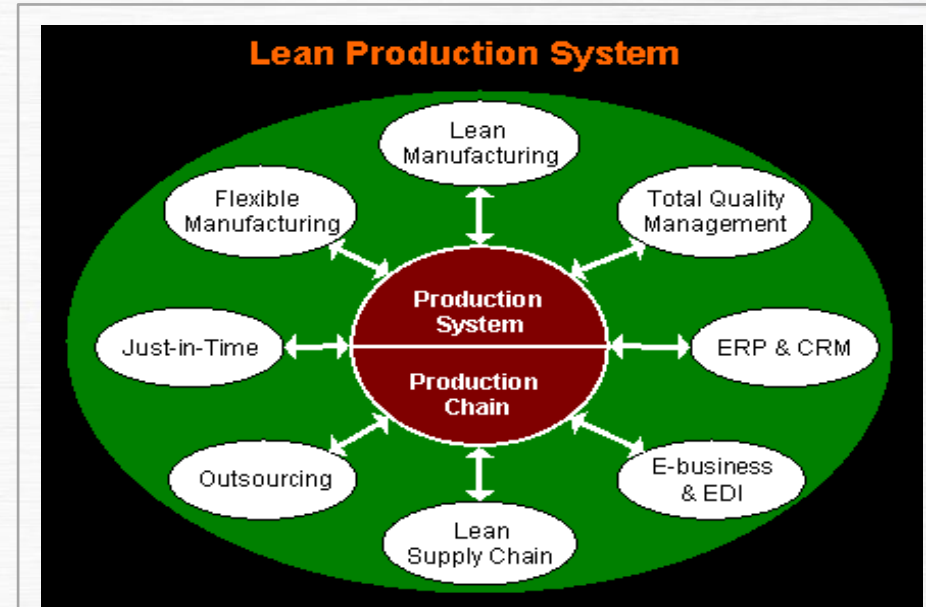 Lean Production System
Lean
Manufacturing
Flexible
Manufacturing
Total Quality
Management
Production
System
Just-in-Time
ERP & CRM
Production
Chain
Outsourcing
E-business
& EDI
Lean
Supply Chain